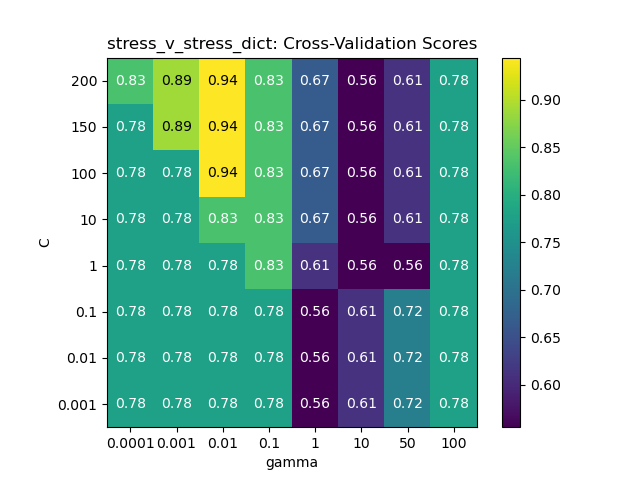 stress_v_stress_dict: Cross-Validation Scores
200 0.83 0.89 0.94 0.83 0.67 0.56 0.61 0.78
150 0.78 0.89 0.94 0.83 0.67 0.56 0.61 0.78
100 0.78 0.78 0.94 0.83 0.67 0.56 0.61 0.78
10 0.78 0.78 0.83 0.83 0.67 0.56 0.61 0.78
C
1 0.78 0.78 0.78 0.83 0.61 0.56 0.56 0.78
0.1 0.78 0.78 0.78 0.78 0.56 0.61 0.72 0.78
0.01 0.78 0.78 0.78 0.78 0.56 0.61 0.72 0.78
0.001 0.78 0.78 0.78 0.78 0.56 0.61 0.72 0.78
0.0001 0.001 0.01 0.1 1 10 50 100
gamma
0.90
0.85
0.80
0.75
0.70
0.65
0.60